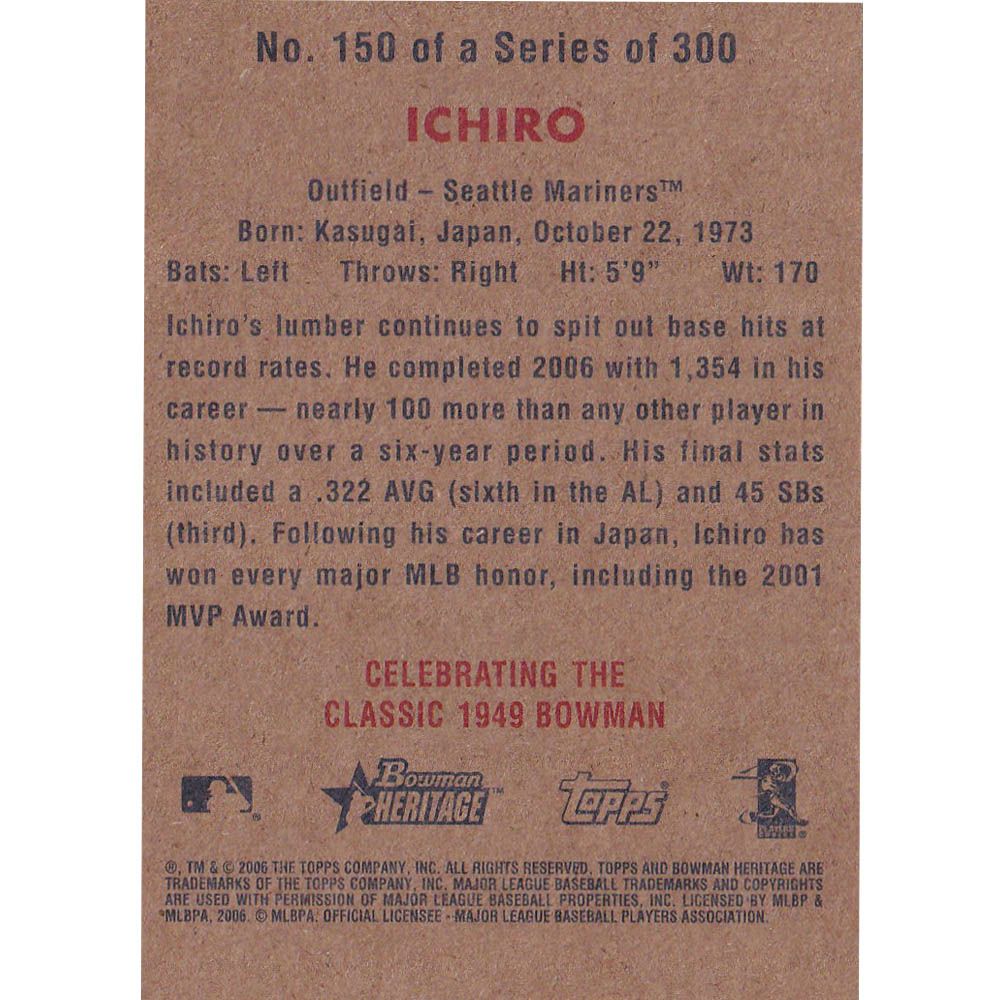 No. 150 of a Series of 300
ICHIRO
Outfield – Seattle Mariners™
Born: Kasugai, Japan, October 22, 1973
Bats: Left Throws: Right Ht: 5'9" Wt: 170
Ichiro's lumber continues to spit out base hits at
record rates. He completed 2006 with 1,354 in his
career — nearly 100 more than any other player in
history over a six-year period. His final stats
included a .322 AVG (sixth in the AL) and 45 SBs
(third). Following his career in Japan, Ichiro has
won every major MLB honor, including the 2001
MVP Award.
CELEBRATING THE
CLASSIC 1949 BOWMAN
Bowman
HERITAGE™
Topps®
PLAYERS
CHOICE
®, TM & © 2006 THE TOPPS COMPANY, INC. ALL RIGHTS RESERVED. TOPPS AND BOWMAN HERITAGE ARE
TRADEMARKS OF THE TOPPS COMPANY, INC. MAJOR LEAGUE BASEBALL TRADEMARKS AND COPYRIGHTS
ARE USED WITH PERMISSION OF MAJOR LEAGUE BASEBALL PROPERTIES, INC. LICENSED BY MLBP &
MLBPA, 2006. © MLBPA. OFFICIAL LICENSEE - MAJOR LEAGUE BASEBALL PLAYERS ASSOCIATION.